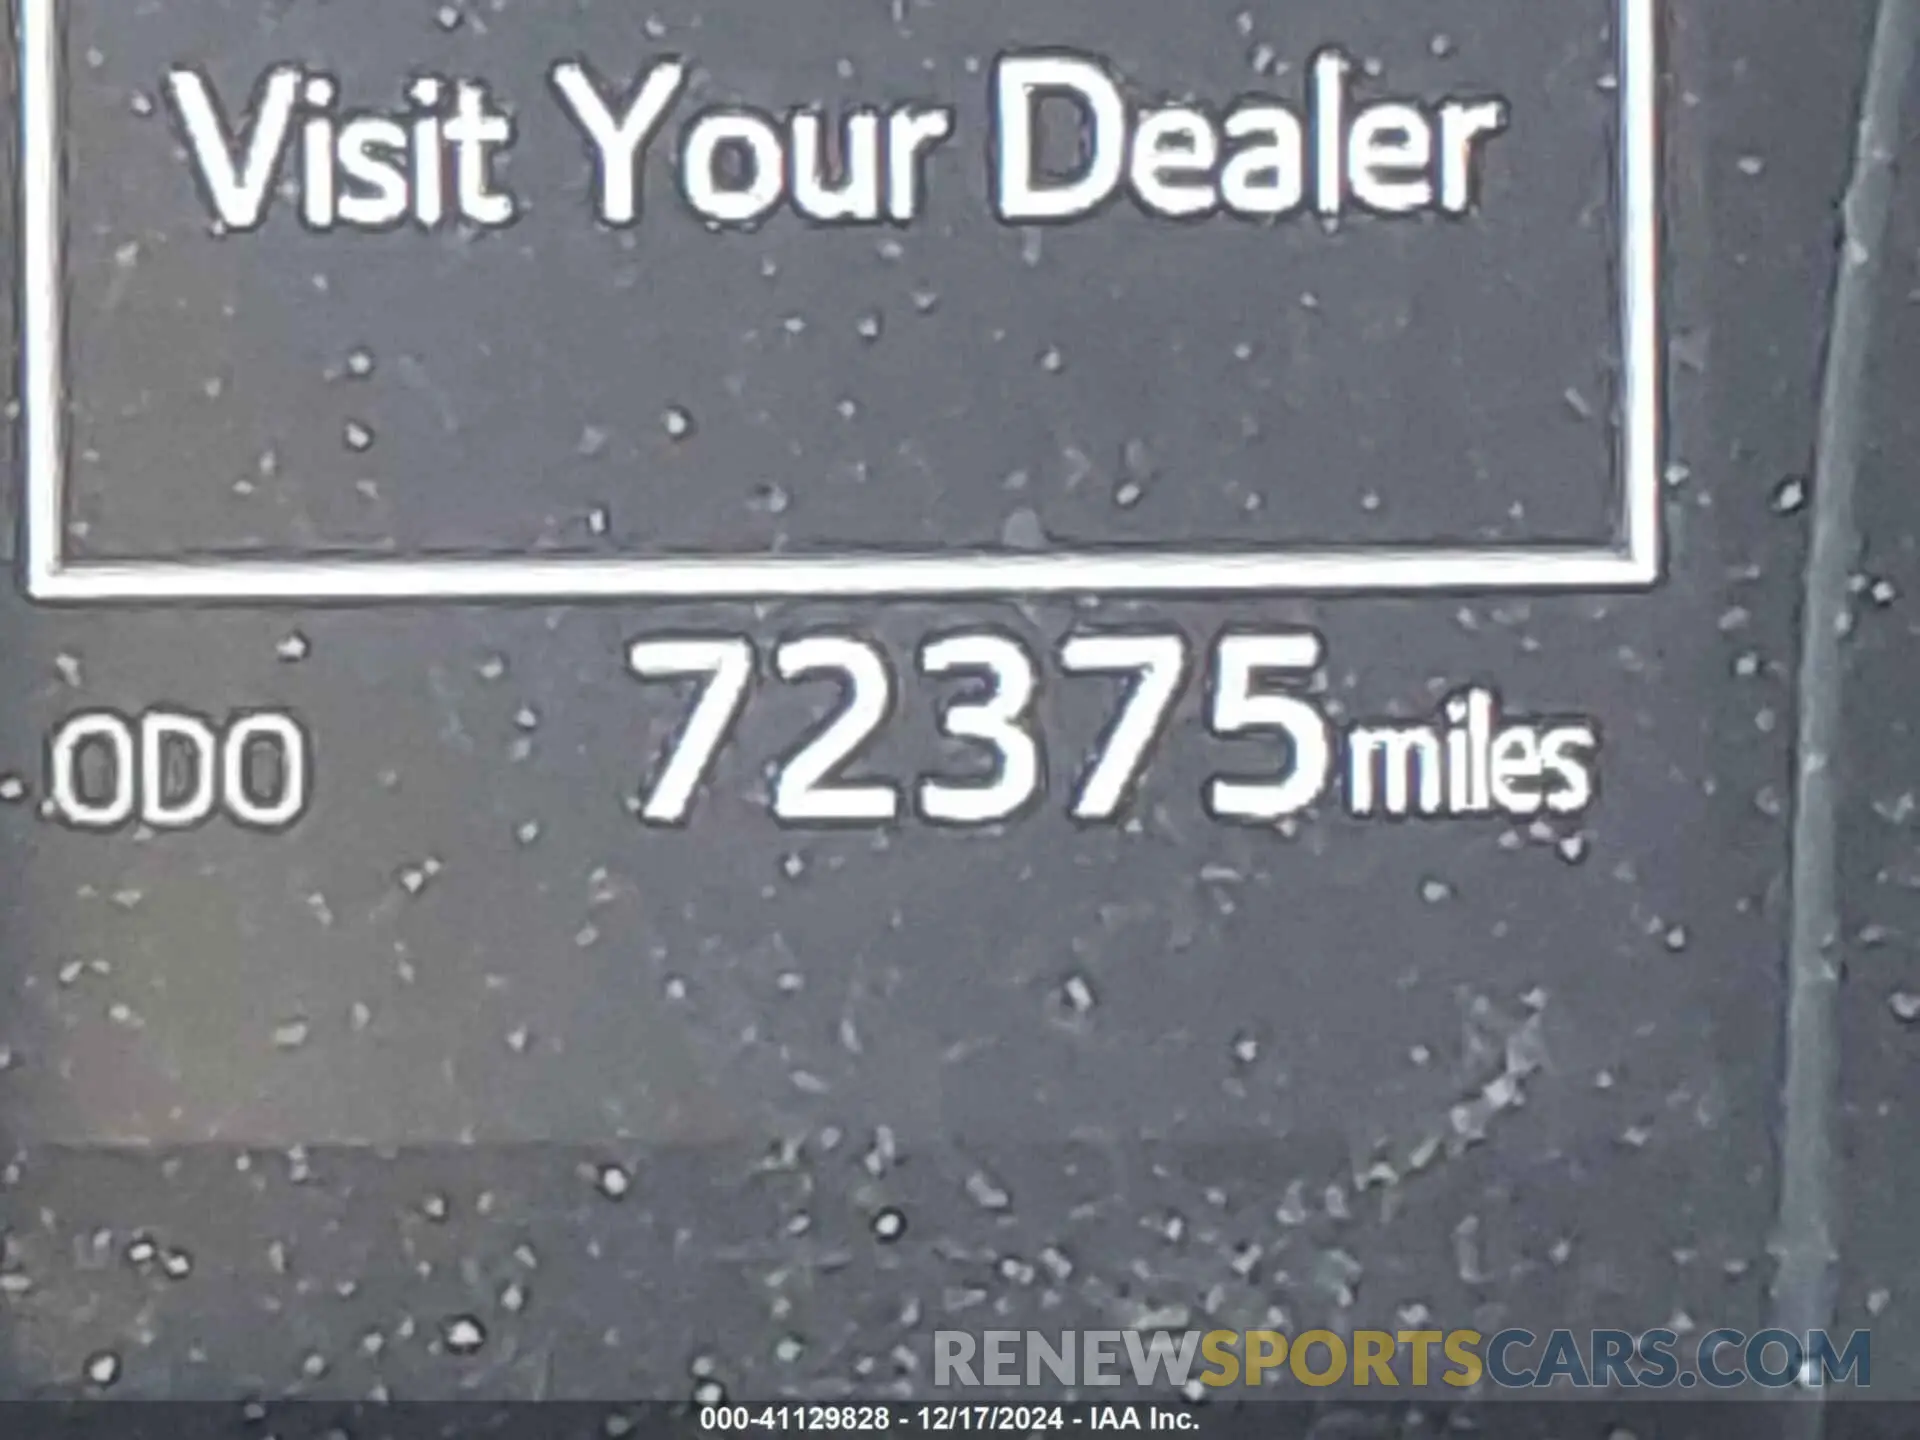 Visit Your Dealer
ODO 72375 miles
RENEWSPORTSCARS.COM
000-41129828 - 12/17/2024 - IAA Inc.